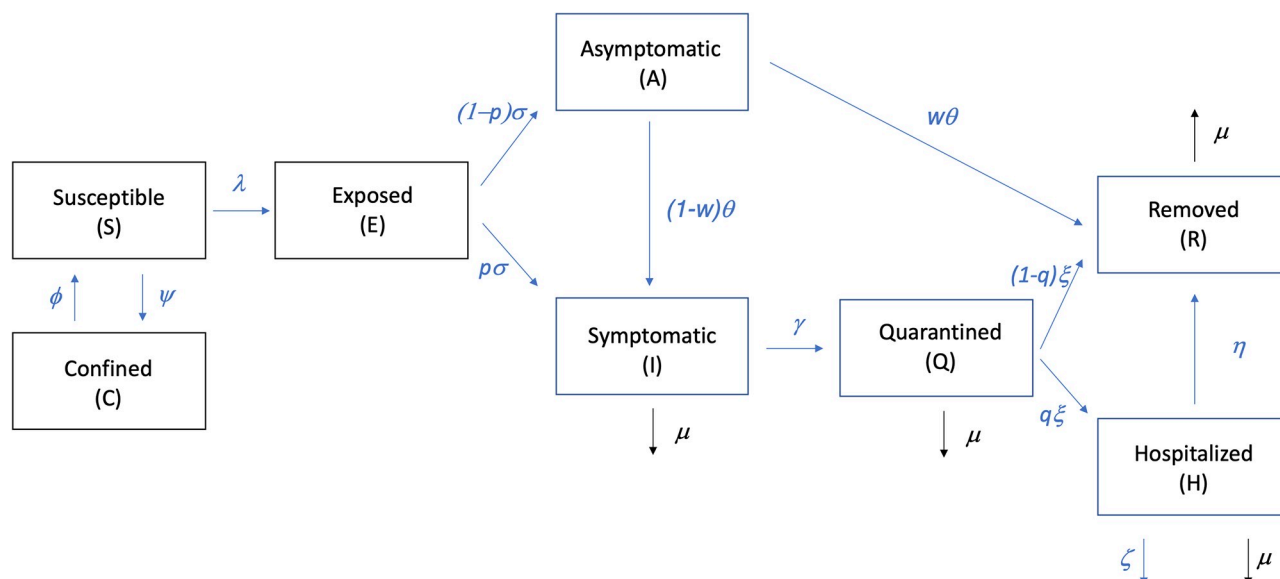 Asymptomatic
(A)
(1–p)σ
wθ
μ
Susceptible
(S)
λ
Exposed
(E)
(1-w)θ
Removed
(R)
pσ
ϕ
ψ
(1-q)ξ
Confined
(C)
Symptomatic
(I)
γ
Quarantined
(Q)
η
qξ
μ
μ
Hospitalized
(H)
ζ
μ